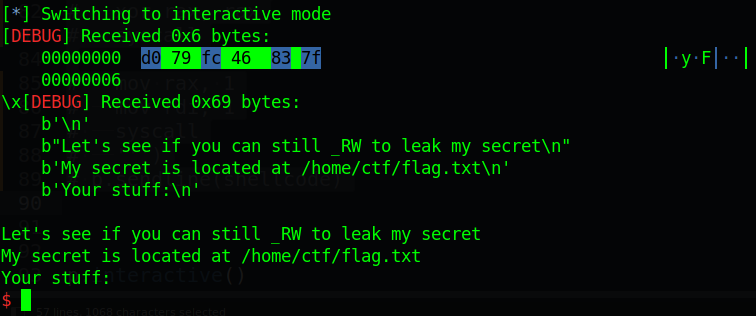 [*] Switching to interactive mode
[DEBUG] Received 0x6 bytes:
    00000000  d0 79 fc 46  83 7f                                  |·y·F|··|
    00000006
\x[DEBUG] Received 0x69 bytes:
    b'\n'
    b"Let's see if you can still _RW to leak my secret\n"
    b'My secret is located at /home/ctf/flag.txt\n'
    b'Your stuff:\n'

Let's see if you can still _RW to leak my secret
My secret is located at /home/ctf/flag.txt
Your stuff:
$